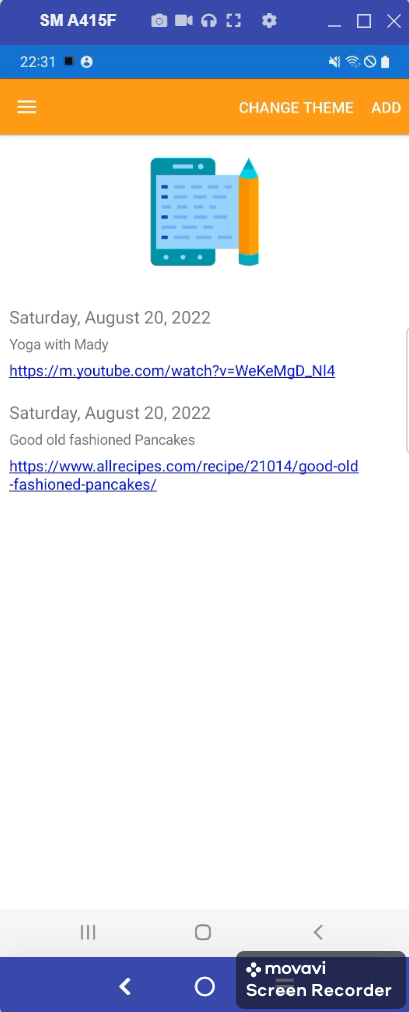 SM A415F
22:31
CHANGE THEME ADD
Saturday, August 20, 2022
Yoga with Mady
https://m.youtube.com/watch?v=WeKeMgD_Nl4
Saturday, August 20, 2022
Good old fashioned Pancakes
https://www.allrecipes.com/recipe/21014/good-old
-fashioned-pancakes/
movavi
Screen Recorder